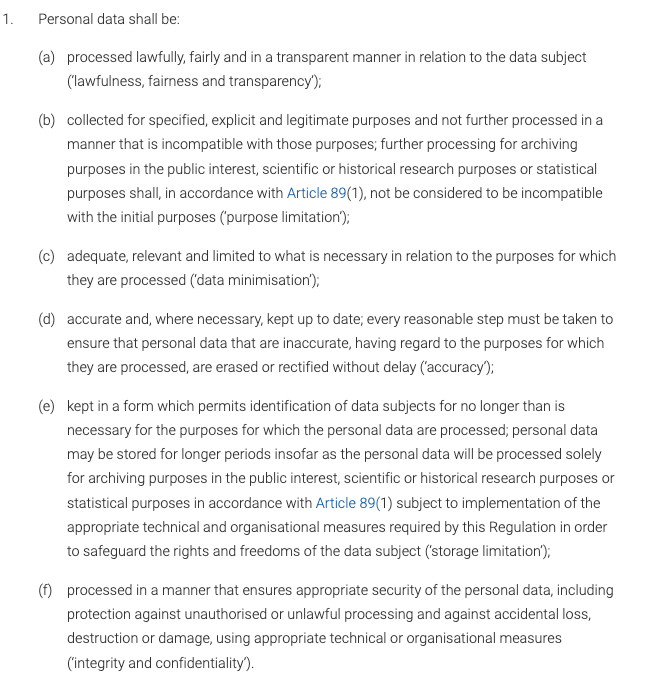 1. Personal data shall be:
(a) processed lawfully, fairly and in a transparent manner in relation to the data subject
(‘lawfulness, fairness and transparency’);
(b) collected for specified, explicit and legitimate purposes and not further processed in a
manner that is incompatible with those purposes; further processing for archiving
purposes in the public interest, scientific or historical research purposes or statistical
purposes shall, in accordance with Article 89(1), not be considered to be incompatible
with the initial purposes (‘purpose limitation’);
(c) adequate, relevant and limited to what is necessary in relation to the purposes for which
they are processed (‘data minimisation’);
(d) accurate and, where necessary, kept up to date; every reasonable step must be taken to
ensure that personal data that are inaccurate, having regard to the purposes for which
they are processed, are erased or rectified without delay (‘accuracy’);
(e) kept in a form which permits identification of data subjects for no longer than is
necessary for the purposes for which the personal data are processed; personal data
may be stored for longer periods insofar as the personal data will be processed solely
for archiving purposes in the public interest, scientific or historical research purposes or
statistical purposes in accordance with Article 89(1) subject to implementation of the
appropriate technical and organisational measures required by this Regulation in order
to safeguard the rights and freedoms of the data subject (‘storage limitation’);
(f) processed in a manner that ensures appropriate security of the personal data, including
protection against unauthorised or unlawful processing and against accidental loss,
destruction or damage, using appropriate technical or organisational measures
(‘integrity and confidentiality’).